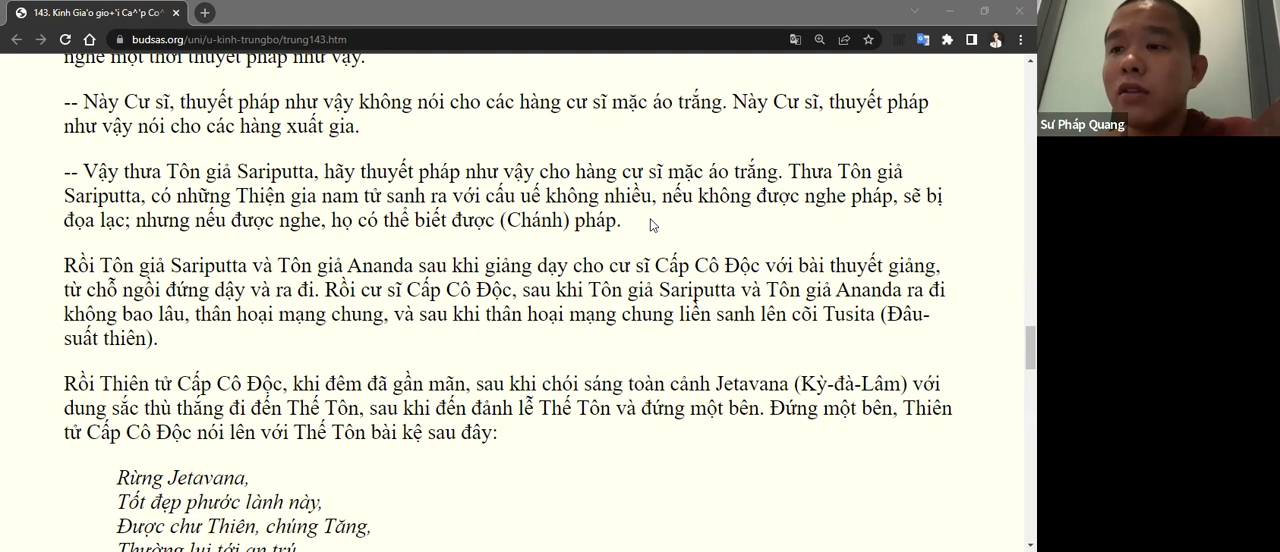 143. Kinh Gia'o gio+'i Ca^'p Co^
budsas.org/uni/u-kinh-trungbo/trung143.htm
nghe một thời thuyết pháp như vậy.
-- Này Cư sĩ, thuyết pháp như vậy không nói cho các hàng cư sĩ mặc áo trắng. Này Cư sĩ, thuyết pháp
như vậy nói cho các hàng xuất gia.
-- Vậy thưa Tôn giả Sariputta, hãy thuyết pháp như vậy cho hàng cư sĩ mặc áo trắng. Thưa Tôn giả
Sariputta, có những Thiện gia nam tử sanh ra với cấu uế không nhiều, nếu không được nghe pháp, sẽ bị
đọa lạc; nhưng nếu được nghe, họ có thể biết được (Chánh) pháp.
Rồi Tôn giả Sariputta và Tôn giả Ananda sau khi giảng dạy cho cư sĩ Cấp Cô Độc với bài thuyết giảng,
từ chỗ ngồi đứng dậy và ra đi. Rồi cư sĩ Cấp Cô Độc, sau khi Tôn giả Sariputta và Tôn giả Ananda ra đi
không bao lâu, thân hoại mạng chung, và sau khi thân hoại mạng chung liền sanh lên cõi Tusita (Đâu-
suất thiên).
Rồi Thiên tử Cấp Cô Độc, khi đêm đã gần mãn, sau khi chói sáng toàn cảnh Jetavana (Kỳ-đà-Lâm) với
dung sắc thù thắng đi đến Thế Tôn, sau khi đến đảnh lễ Thế Tôn và đứng một bên. Đứng một bên, Thiên
tử Cấp Cô Độc nói lên với Thế Tôn bài kệ sau đây:
Rừng Jetavana,
Tốt đẹp phước lành này,
Được chư Thiên, chúng Tăng,
Thường lui tới an trú
Sư Pháp Quang